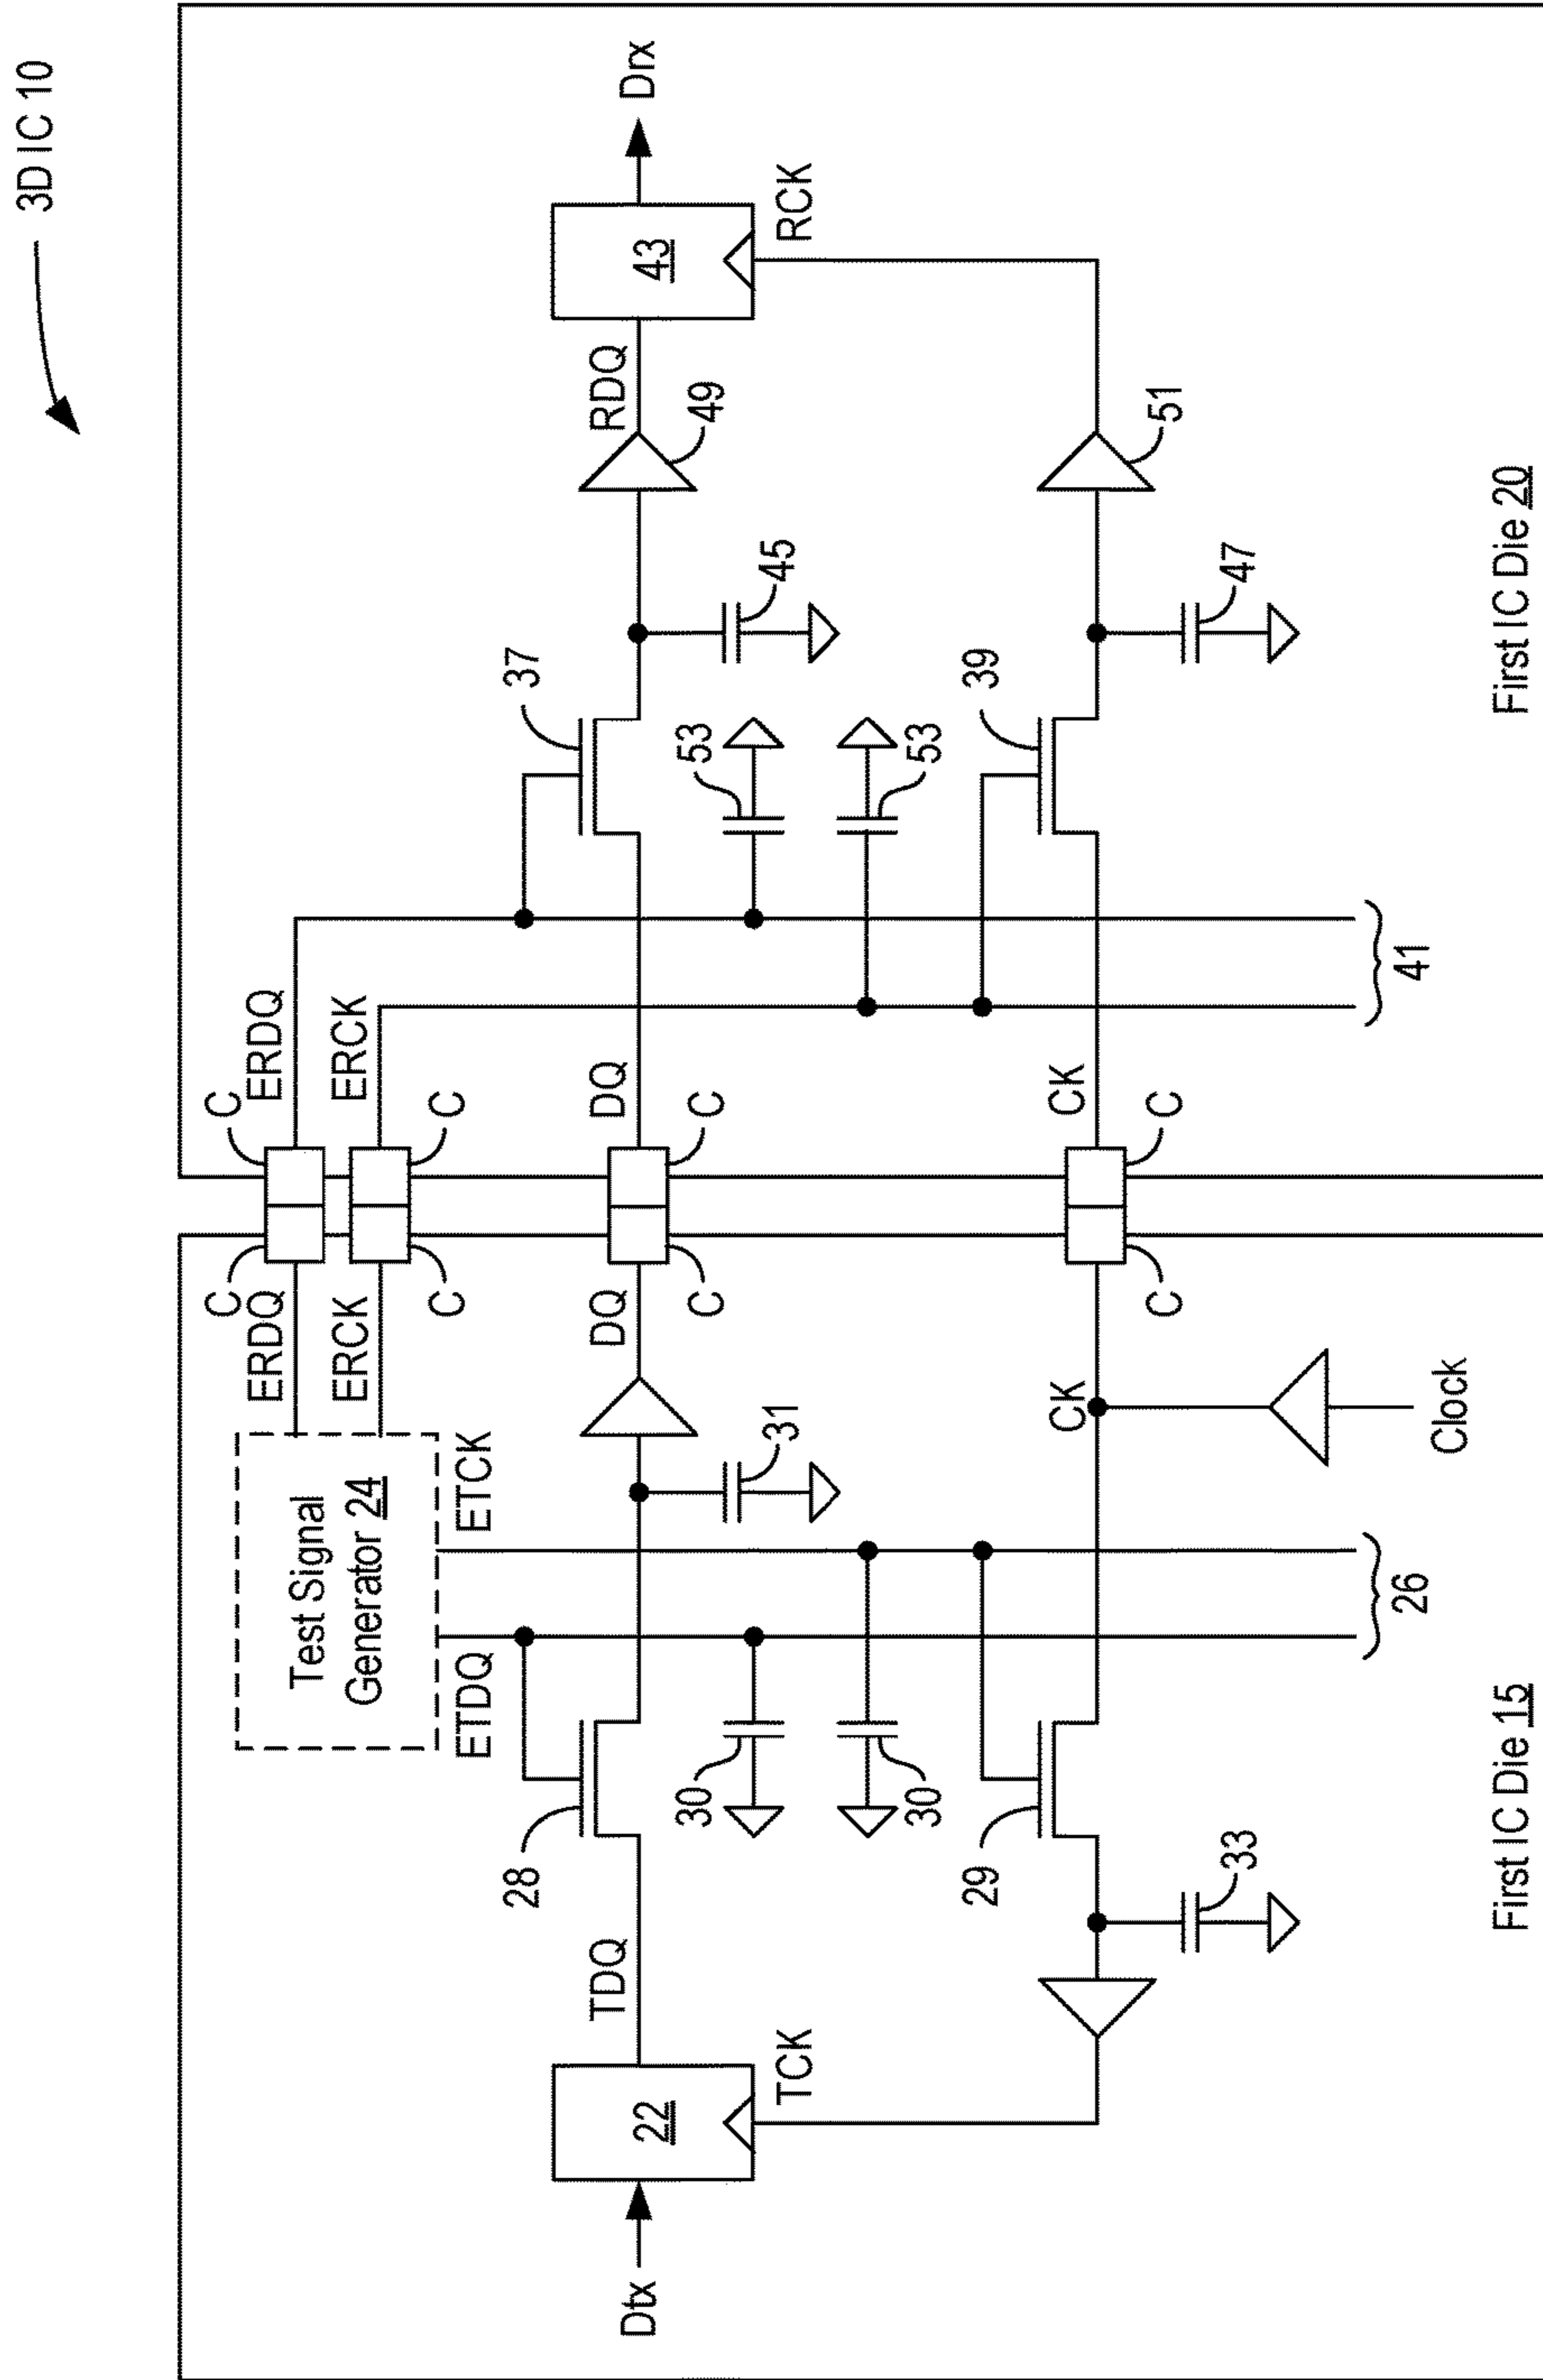 3D IC 10
C
C
ERDQ
ERDQ
Test Signal
Generator 24
ERCK
ERCK
C
C
ETDQ
ETCK
28
37
Dtx
22
TDQ
DQ
DQ
RDQ
43
Drx
C
C
49
30
31
53
45
TCK
RCK
30
53
29
39
CK
CK
C
C
51
33
47
26
41
Clock
First IC Die 15
First IC Die 20